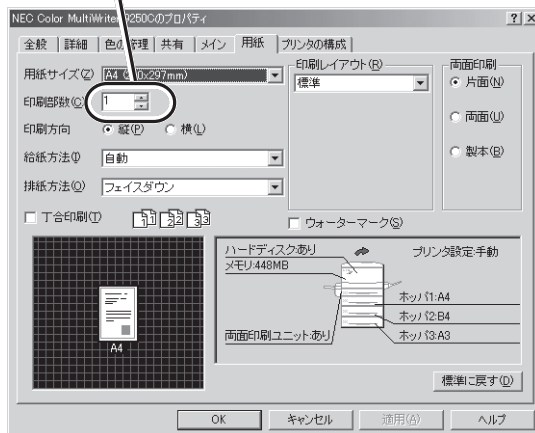 NEC Color MultiWriter 9250Cのプロパティ
全般 詳細 色の管理 共有 メイン 用紙 プリンタの構成
用紙サイズ(Z) A4 (210x297mm)
印刷部数(C) 1
印刷方向 縦(P) 横(L)
給紙方法(I) 自動
排紙方法(O) フェイスダウン
丁合印刷(T) 11 22 33
印刷レイアウト(R)
標準
両面印刷
片面(N)
両面(U)
製本(B)
ウォーターマーク(S)
A4
ハードディスクあり プリンタ設定:手動
メモリ:448MB
ホッパ1:A4
ホッパ2:B4
両面印刷ユニット:あり ホッパ3:A3
標準に戻す(D)
OK キャンセル 適用(A) ヘルプ